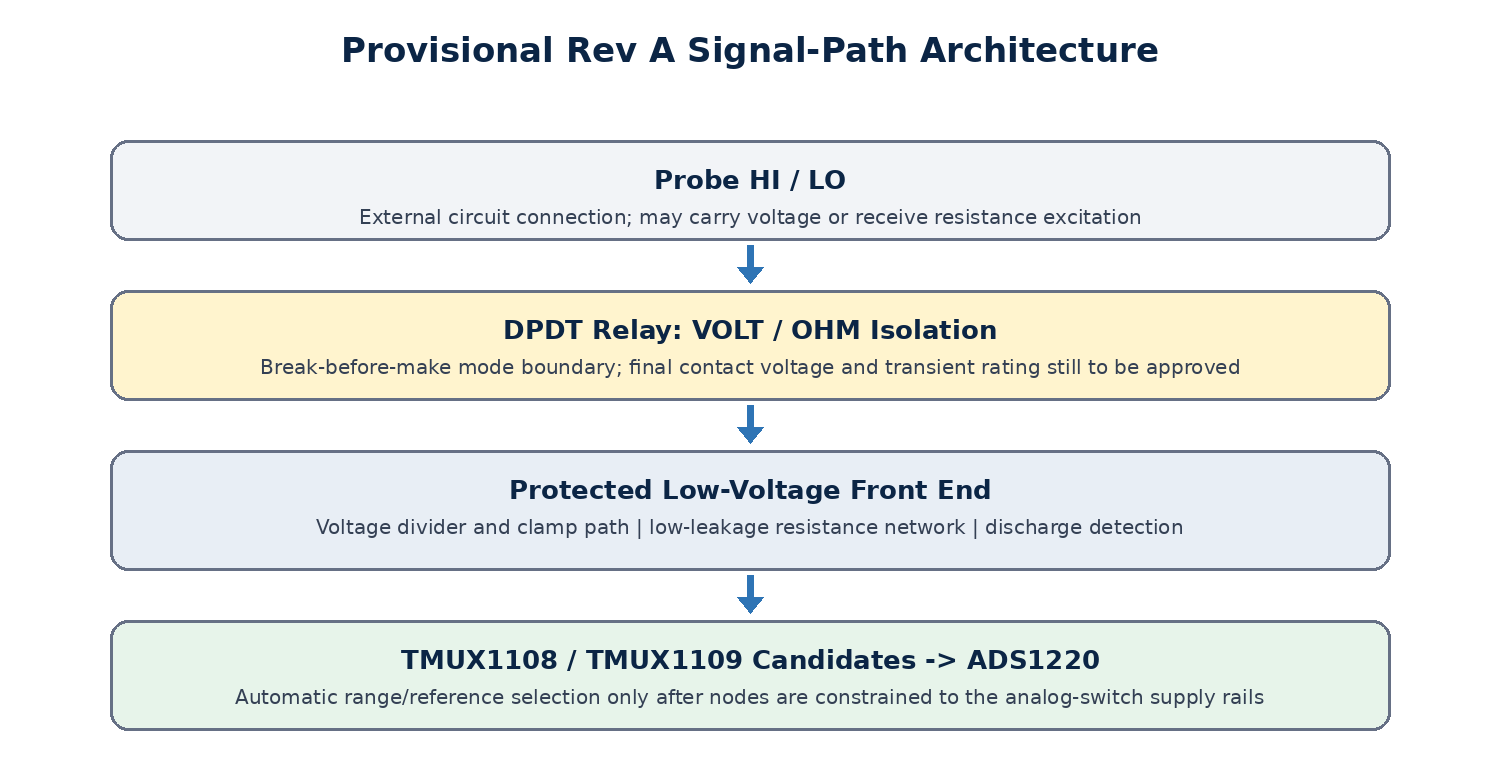 Provisional Rev A Signal-Path Architecture
Probe HI / LO
External circuit connection; may carry voltage or receive resistance excitation
DPDT Relay: VOLT / OHM Isolation
Break-before-make mode boundary; final contact voltage and transient rating still to be approved
Protected Low-Voltage Front End
Voltage divider and clamp path | low-leakage resistance network | discharge detection
TMUX1108 / TMUX1109 Candidates -> ADS1220
Automatic range/reference selection only after nodes are constrained to the analog-switch supply rails